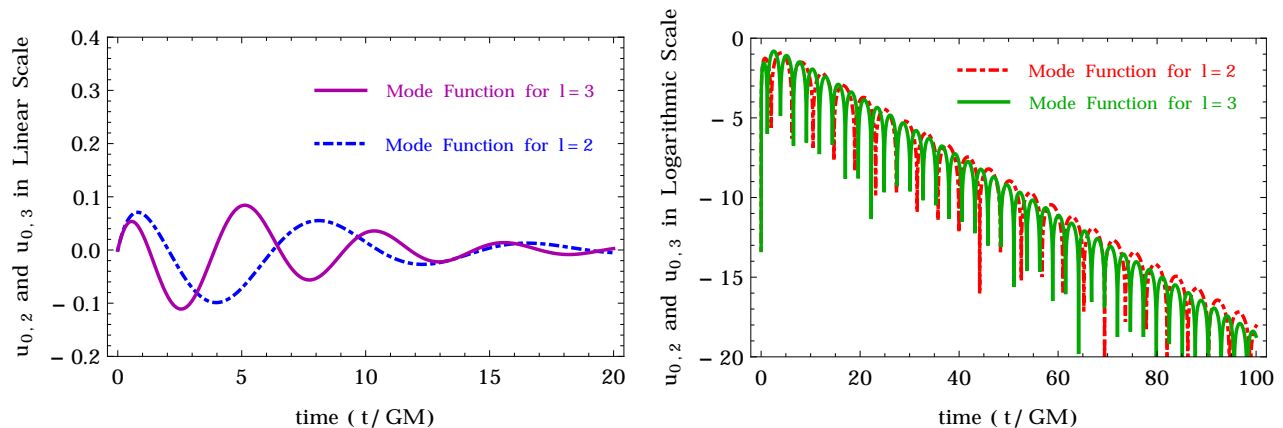 u0, 2 and u0, 3 in Linear Scale
0.4
0.3
0.2
0.1
0.0
- 0.1
- 0.2
Mode Function for l = 3
Mode Function for l = 2
0
5
10
15
20
time ( t / GM)
u0, 2 and u0, 3 in Logarithmic Scale
0
- 5
- 10
- 15
- 20
Mode Function for l = 2
Mode Function for l = 3
0
20
40
60
80
100
time ( t / GM)